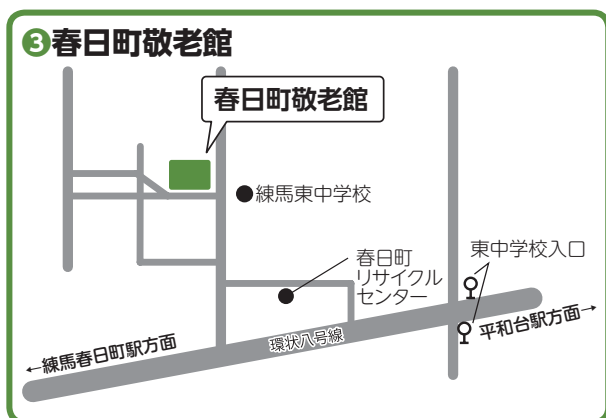 ❸春日町敬老館
春日町敬老館
練馬東中学校
春日町
リサイクル
センター
東中学校入口
環状八号線
平和台駅方面→
←練馬春日町駅方面